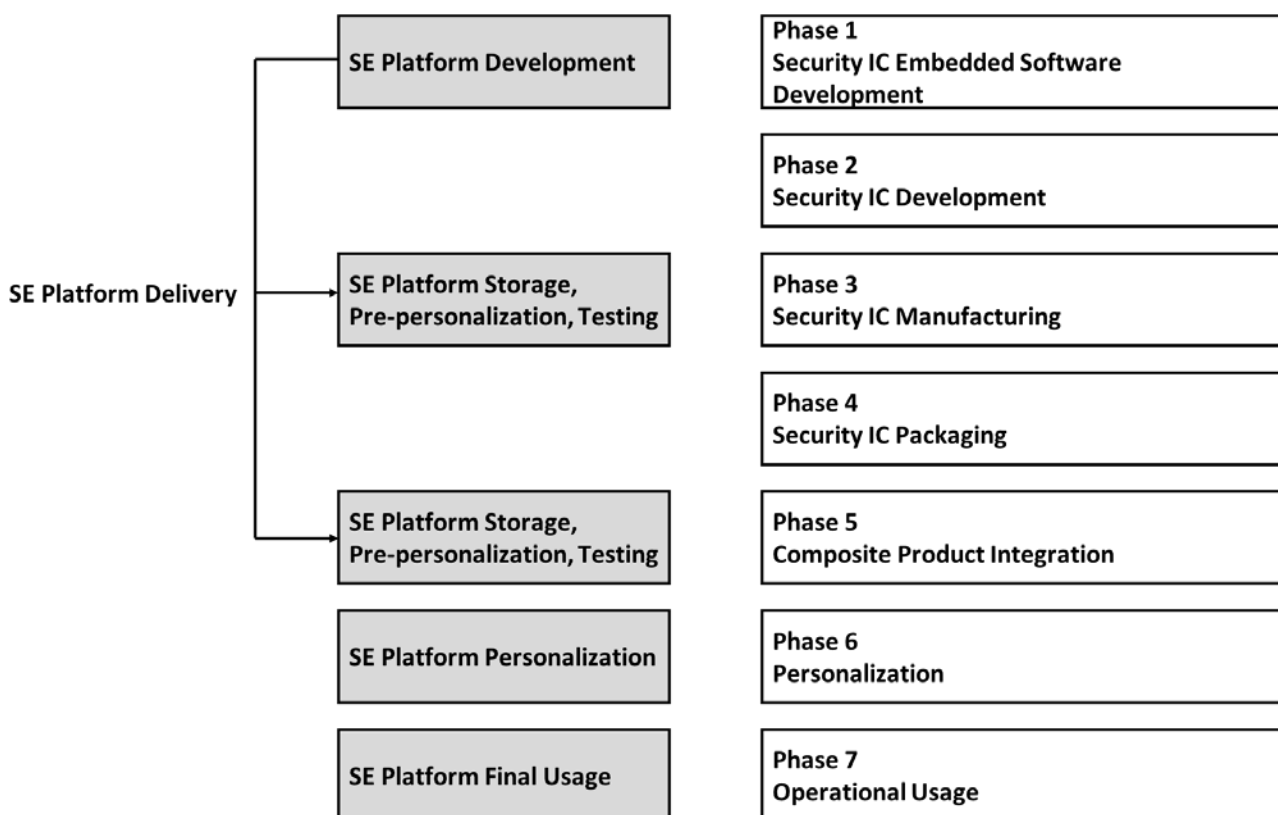 SE Platform Development
Phase 1
Security IC Embedded Software
Development
Phase 2
Security IC Development
SE Platform Delivery
SE Platform Storage,
Pre-personalization, Testing
Phase 3
Security IC Manufacturing
Phase 4
Security IC Packaging
SE Platform Storage,
Pre-personalization, Testing
Phase 5
Composite Product Integration
SE Platform Personalization
Phase 6
Personalization
SE Platform Final Usage
Phase 7
Operational Usage